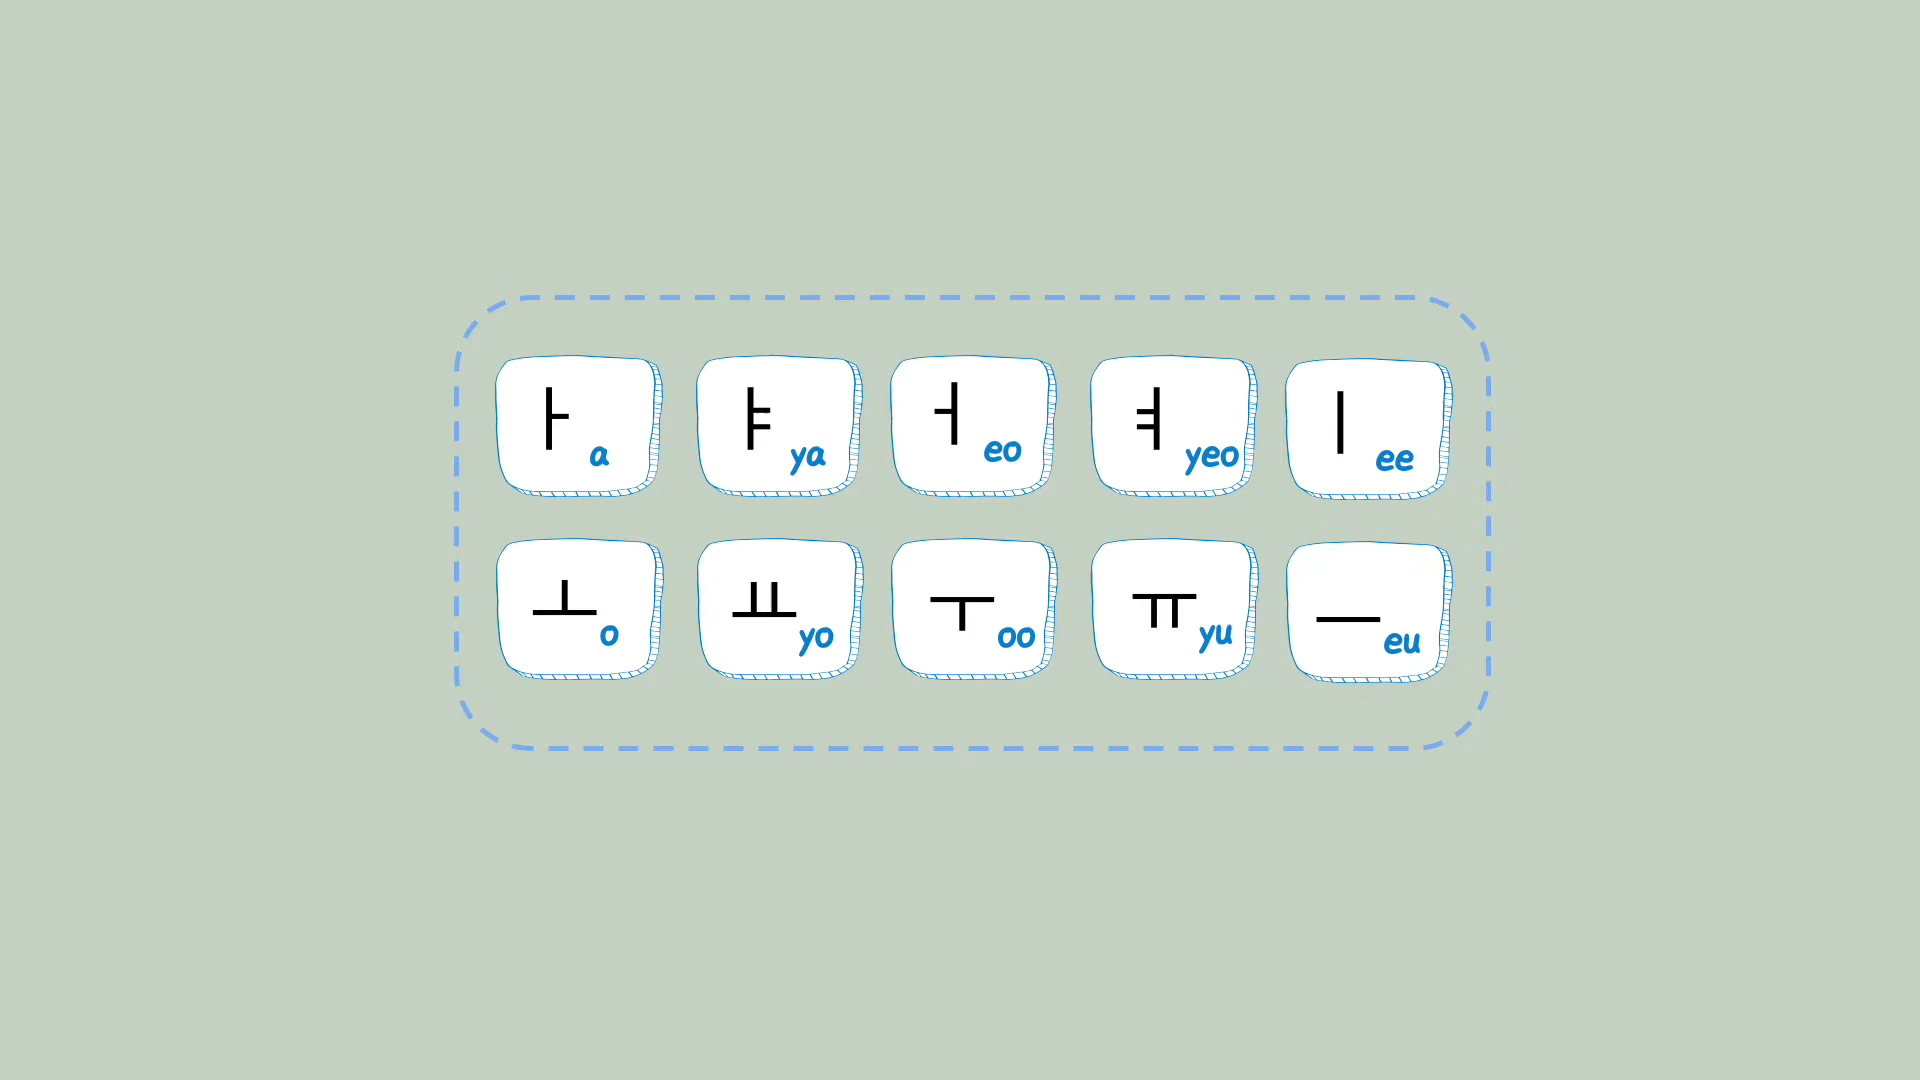 ㅏ a ㅑ ya ㅓ eo ㅕ yeo ㅣ ee
ㅗ o ㅛ yo ㅜ oo ㅠ yu ㅡ eu